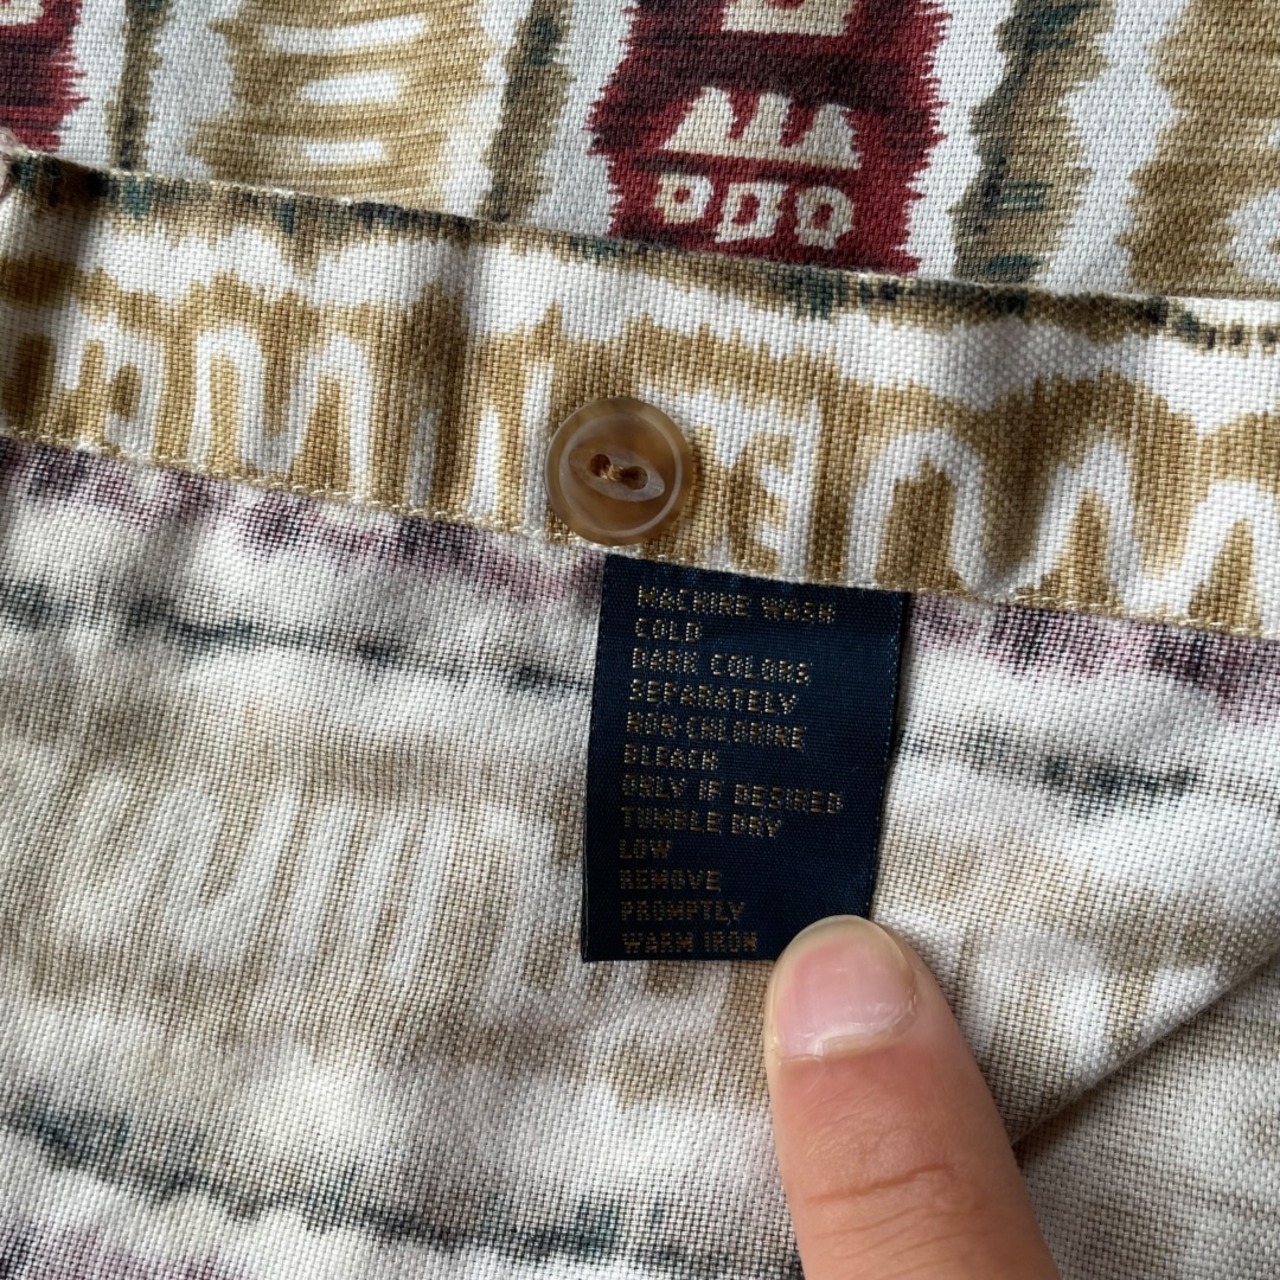 MACHINE WASH
COLD
DARK COLORS
SEPARATELY
NON-CHLORINE
BLEACH
ONLY IF DESIRED
TUMBLE DRY
LOW
REMOVE
PROMPTLY
WARM IRON